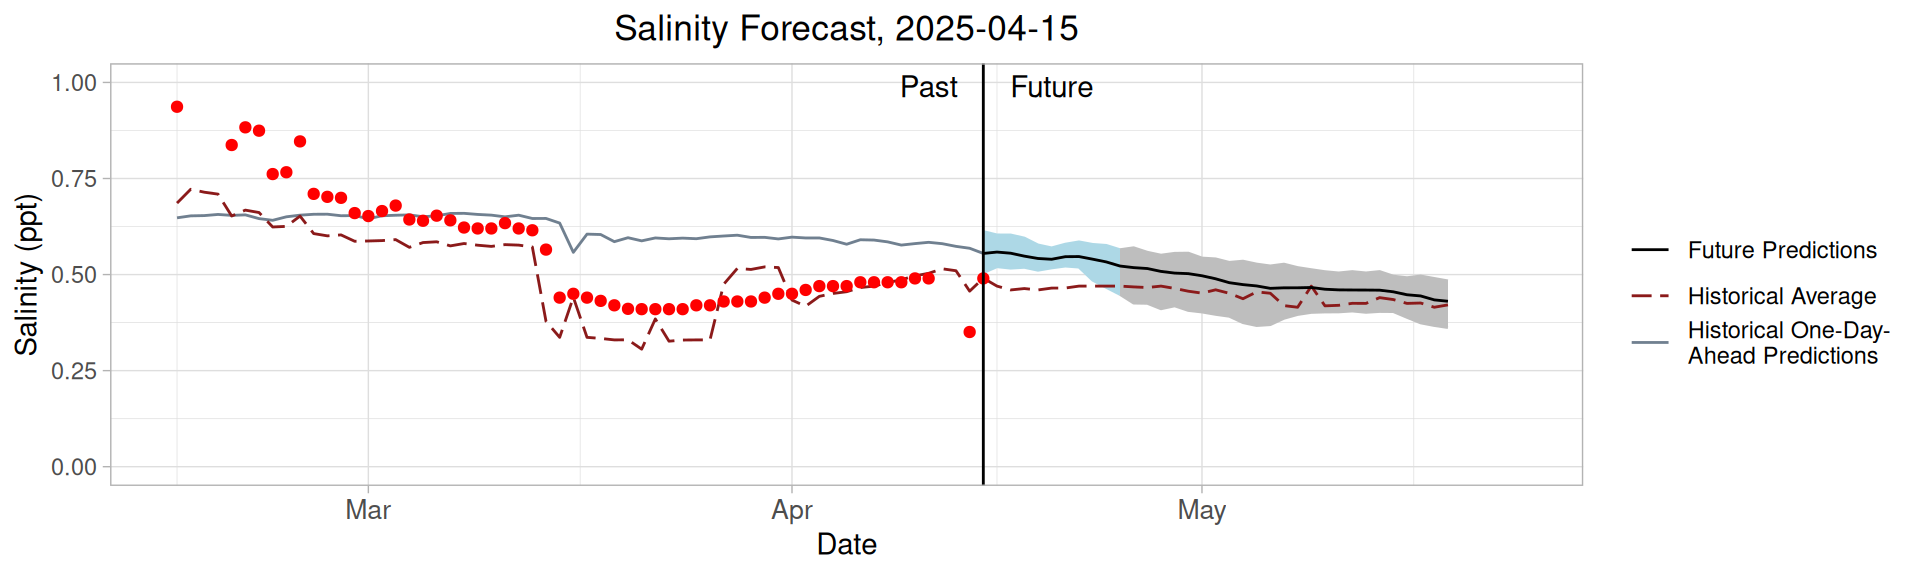 Salinity Forecast, 2025-04-15
Past
Future
1.00
0.75
0.50
0.25
0.00
Salinity (ppt)
Mar
Apr
May
Date
Future Predictions
Historical Average
Historical One-Day-
Ahead Predictions